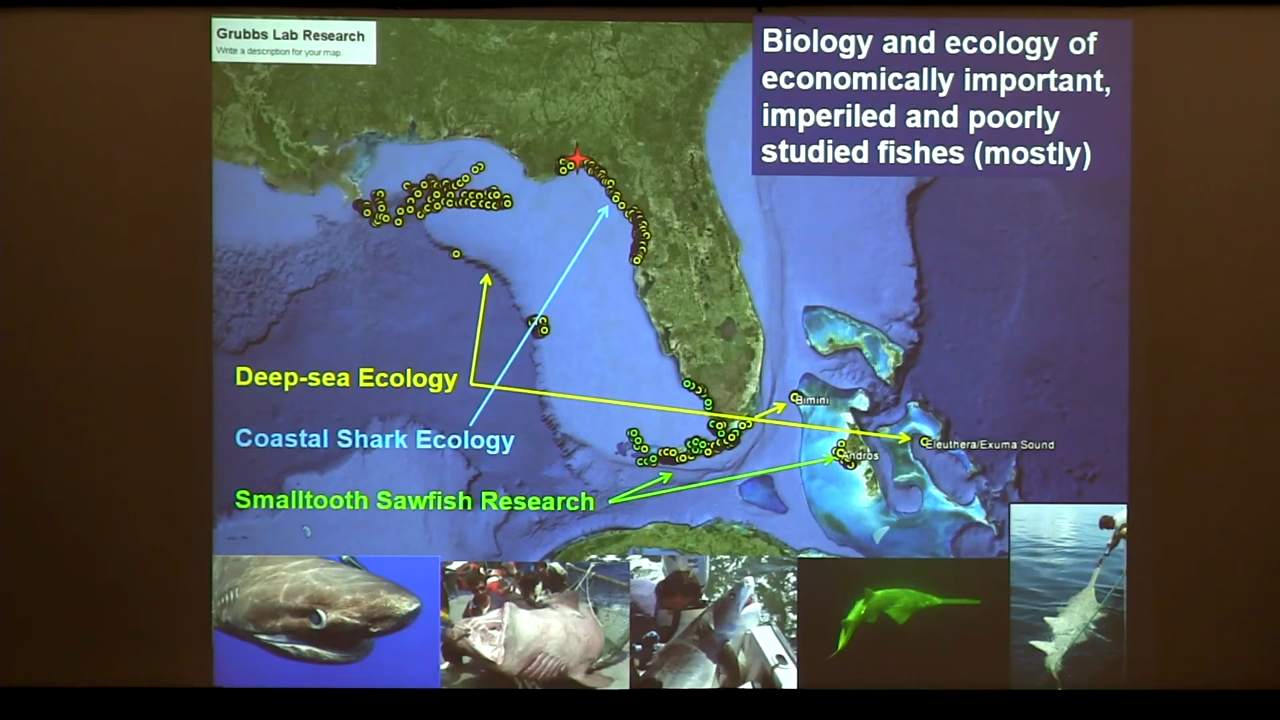 Grubbs Lab Research
Write a description for your map.
Biology and ecology of
economically important,
imperiled and poorly
studied fishes (mostly)
Deep-sea Ecology
Coastal Shark Ecology
Smalltooth Sawfish Research
Bimini
Eleuthera/Exuma Sound
Andros